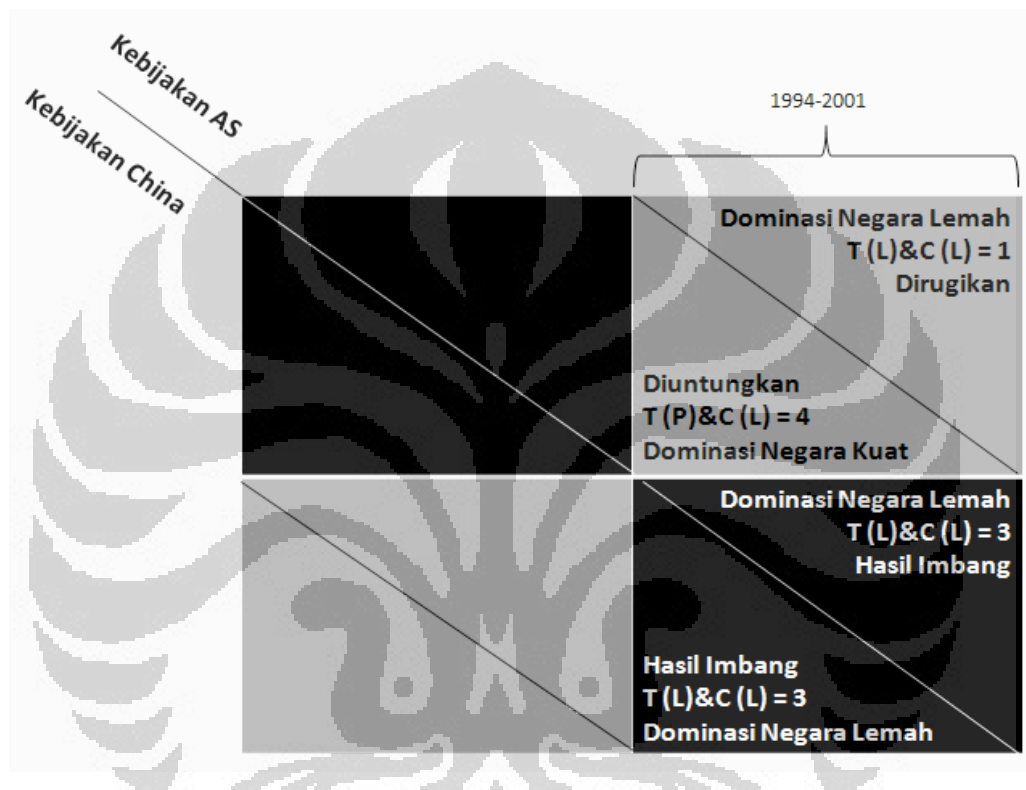 Kebijakan AS
Kebijakan China
1994-2001
Dominasi Negara Lemah
T (L)&C (L) = 1
Dirugikan
Diuntungkan
T (P)&C (L) = 4
Dominasi Negara Kuat
Dominasi Negara Lemah
T (L)&C (L) = 3
Hasil Imbang
Hasil Imbang
T (L)&C (L) = 3
Dominasi Negara Lemah